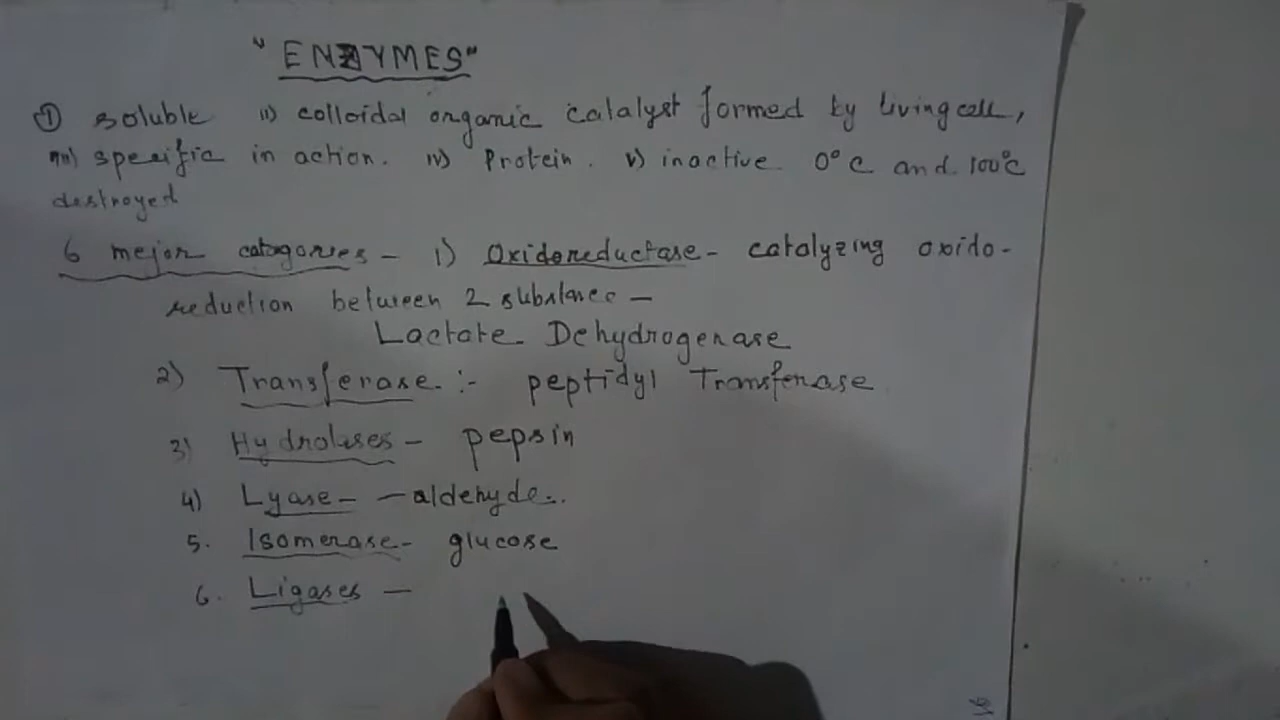 "ENZYMES"
① soluble ii) colloidal organic catalyst formed by living cell,
iii) specific in action. iv) Protein. v) inactive 0°C and 100°C
destroyed
6 mejor catagories - 1) Oxidoreductase - catalyzing oxido-
reduction between 2 substance -
Lactate Dehydrogenase
2) Transferase :- peptidyl Transferase
3) Hydrolases - pepsin
4) Lyase - - aldehyde..
5. Isomerase - glucose
6. Ligases -